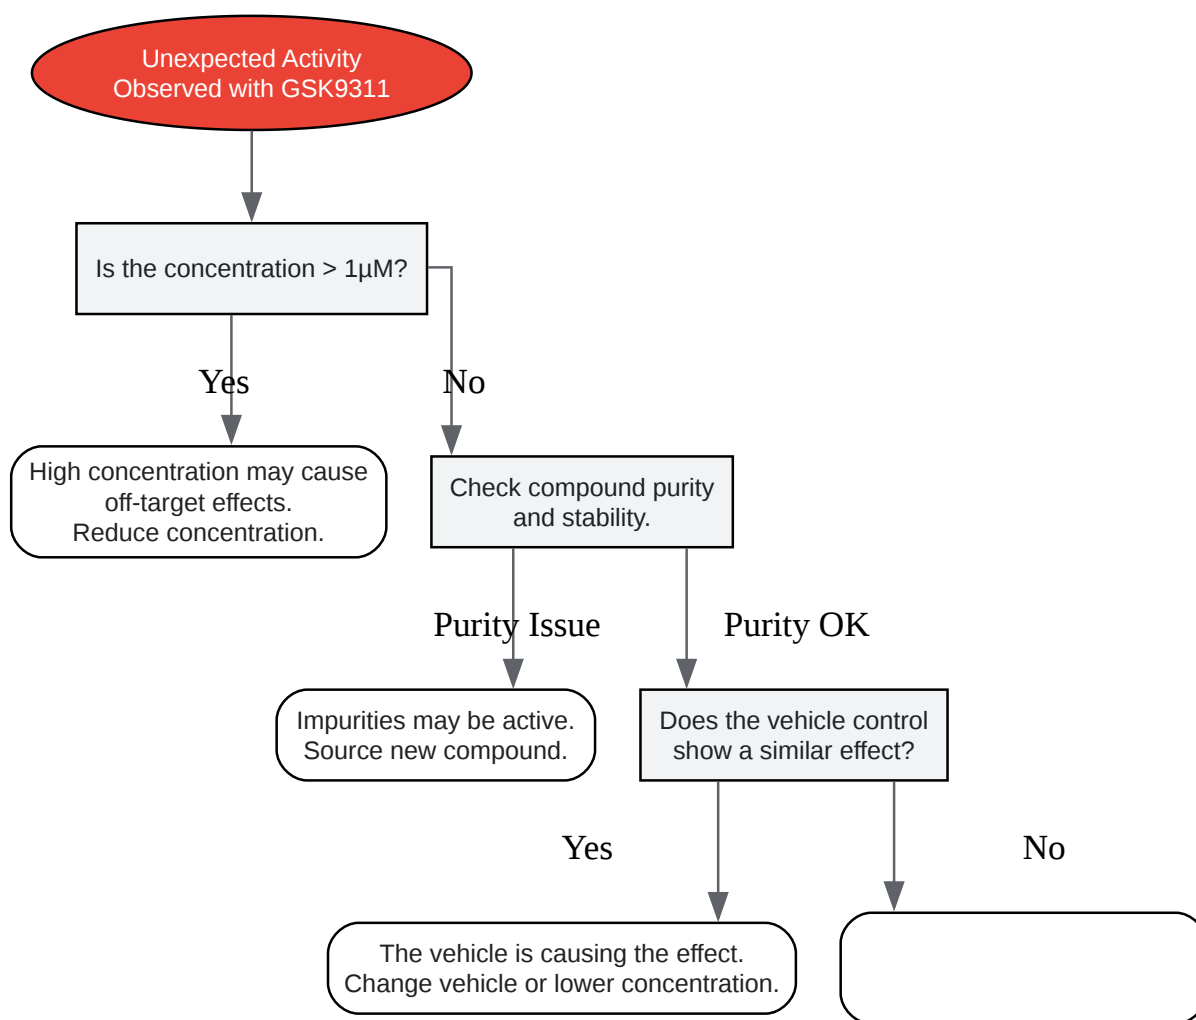 Unexpected Activity
Observed with GSK9311
Is the concentration > 1µM?
Yes
No
High concentration may cause
off-target effects.
Reduce concentration.
Check compound purity
and stability.
Purity Issue
Purity OK
Impurities may be active.
Source new compound.
Does the vehicle control
show a similar effect?
Yes
No
The vehicle is causing the effect.
Change vehicle or lower concentration.